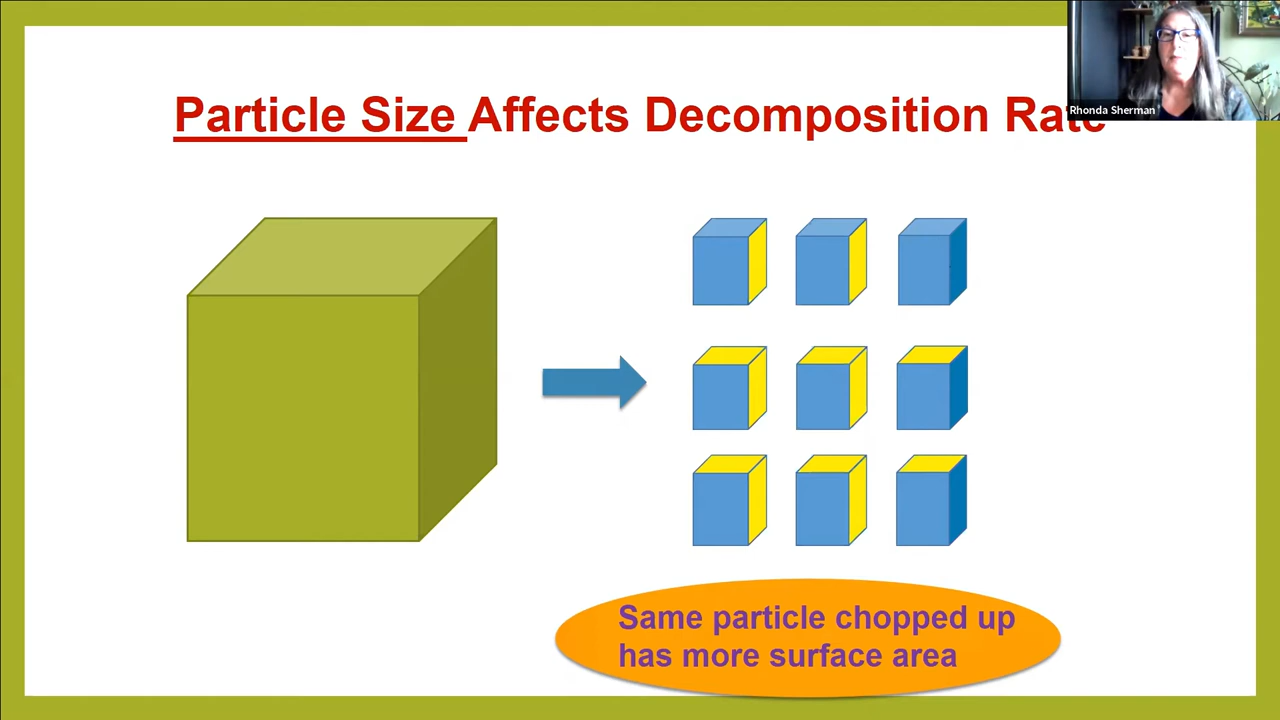 Particle Size Affects Decomposition Rate
Rhonda Sherman
Same particle chopped up
has more surface area